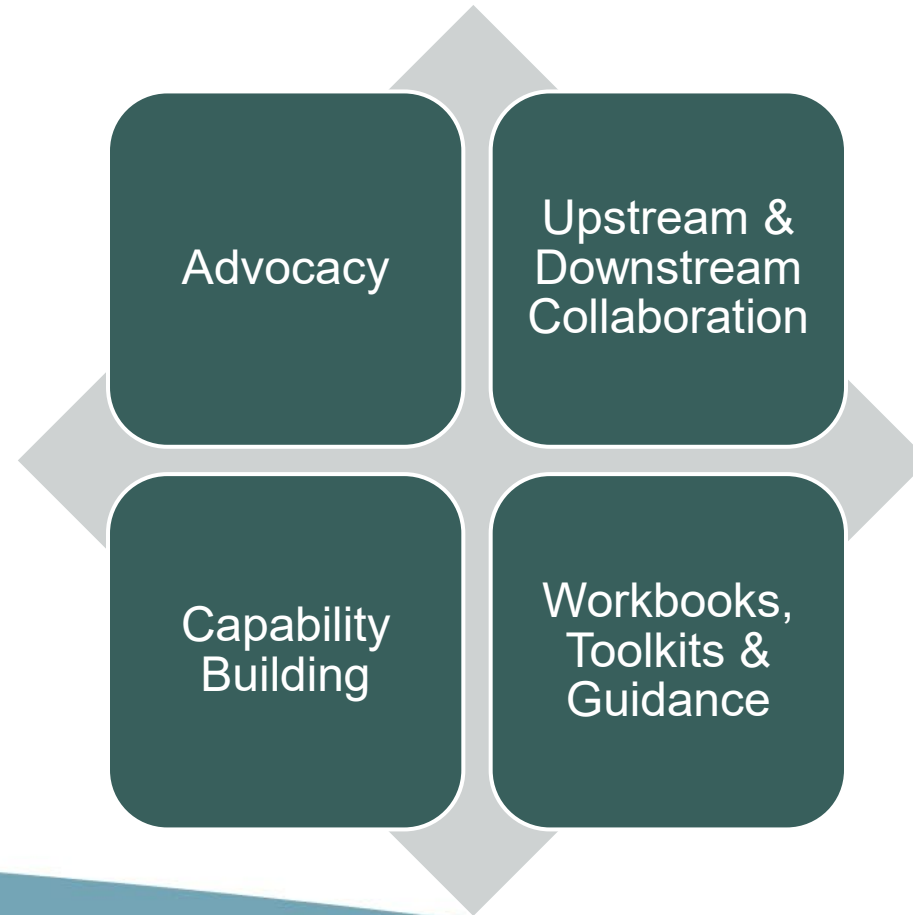 Advocacy
Upstream &
Downstream
Collaboration
Capability
Building
Workbooks,
Toolkits &
Guidance